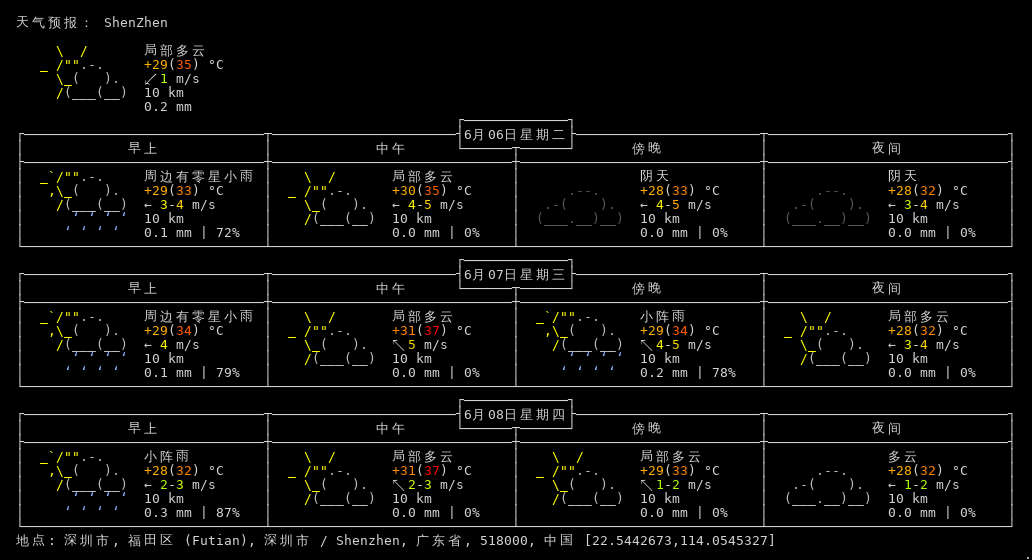 天气预报： ShenZhen
局部多云
+29(35) °C
↙ 1 m/s
10 km
0.2 mm
6月06日星期二
早上 中午 傍晚 夜间
周边有零星小雨 局部多云 阴天 阴天
+29(33) °C +30(35) °C +28(33) °C +28(32) °C
← 3-4 m/s ← 4-5 m/s ← 4-5 m/s ← 3-4 m/s
10 km 10 km 10 km 10 km
0.1 mm | 72% 0.0 mm | 0% 0.0 mm | 0% 0.0 mm | 0%
6月07日星期三
早上 中午 傍晚 夜间
周边有零星小雨 局部多云 小阵雨 局部多云
+29(34) °C +31(37) °C +29(34) °C +28(32) °C
← 4 m/s ↖ 5 m/s ↖ 4-5 m/s ← 3-4 m/s
10 km 10 km 10 km 10 km
0.1 mm | 79% 0.0 mm | 0% 0.2 mm | 78% 0.0 mm | 0%
6月08日星期四
早上 中午 傍晚 夜间
小阵雨 局部多云 局部多云 多云
+28(32) °C +31(37) °C +29(33) °C +28(32) °C
← 2-3 m/s ↖ 2-3 m/s ↖ 1-2 m/s ← 1-2 m/s
10 km 10 km 10 km 10 km
0.3 mm | 87% 0.0 mm | 0% 0.0 mm | 0% 0.0 mm | 0%
地点: 深圳市, 福田区 (Futian), 深圳市 / Shenzhen, 广东省, 518000, 中国 [22.5442673,114.0545327]